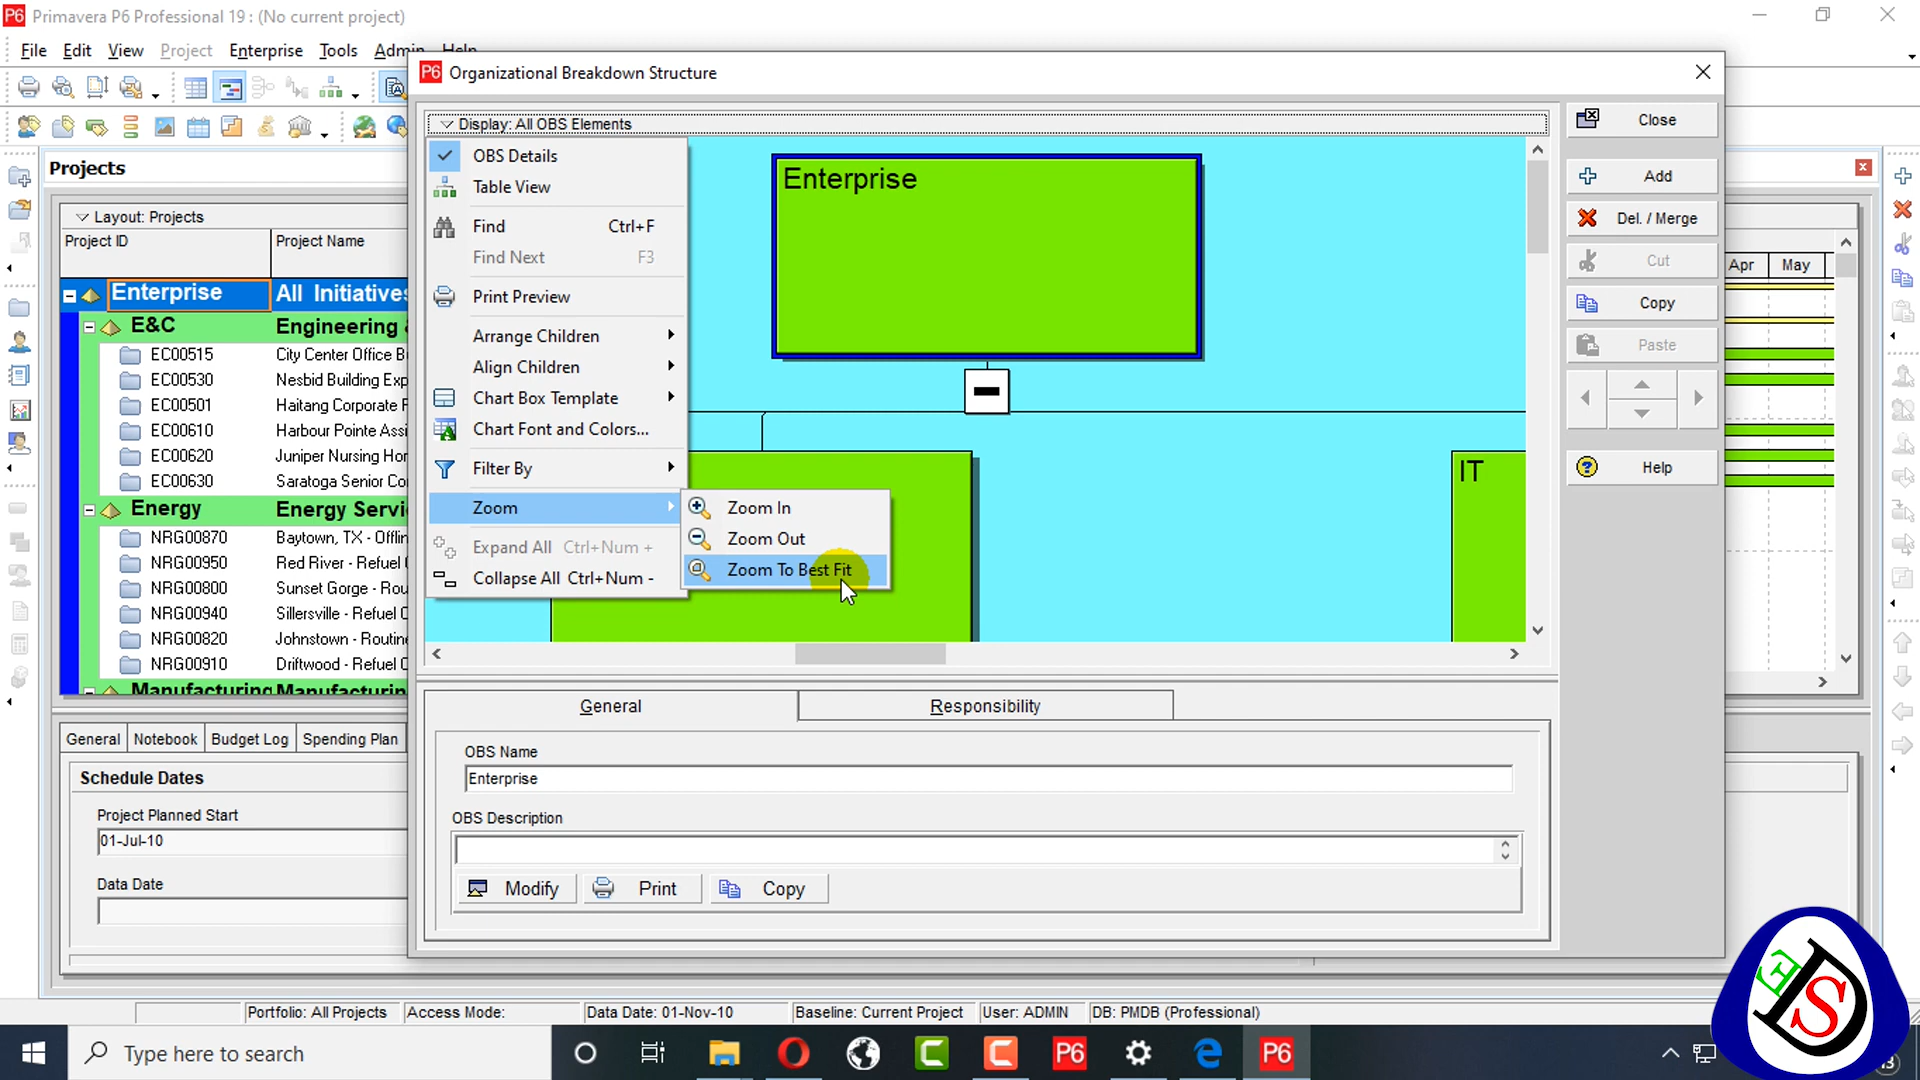 P6 Primavera P6 Professional 19 : (No current project)
File Edit View Project Enterprise Tools Admin Help
P6 Organizational Breakdown Structure
Display: All OBS Elements
OBS Details
Table View
Find Ctrl+F
Find Next F3
Print Preview
Arrange Children
Align Children
Chart Box Template
Chart Font and Colors...
Filter By
Zoom
Expand All Ctrl+Num +
Collapse All Ctrl+Num -
Zoom In
Zoom Out
Zoom To Best Fit
Enterprise
IT
Close
Add
Del. / Merge
Cut
Copy
Paste
Help
Projects
Layout: Projects
Project ID Project Name
Apr May
Enterprise All Initiatives
E&C Engineering
EC00515 City Center Office B
EC00530 Nesbid Building Exp
EC00501 Haitang Corporate
EC00610 Harbour Pointe Assi
EC00620 Juniper Nursing Hor
EC00630 Saratoga Senior Co
Energy Energy Servi
NRG00870 Baytown, TX - Offlin
NRG00950 Red River - Refuel
NRG00800 Sunset Gorge - Rou
NRG00940 Sillersville - Refuel
NRG00820 Johnstown - Routine
NRG00910 Driftwood - Refuel
Manufacturing Manufacturin
General Notebook Budget Log Spending Plan
Schedule Dates
Project Planned Start
01-Jul-10
Data Date
General Responsibility
OBS Name
Enterprise
OBS Description
Modify Print Copy
Portfolio: All Projects Access Mode: Data Date: 01-Nov-10 Baseline: Current Project User: ADMIN DB: PMDB (Professional)
Type here to search
P6 P6
E D S